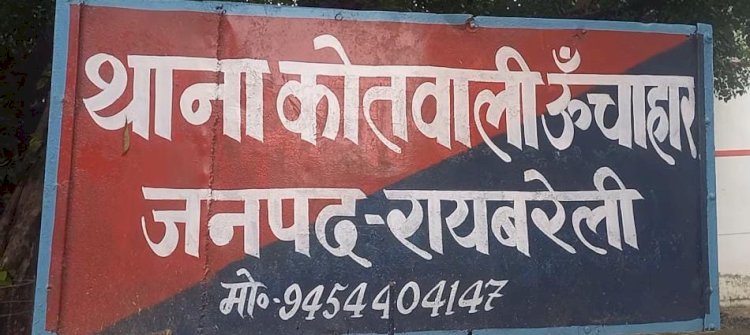 थाना कोतवाली ऊँचाहार
जनपद-रायबरेली
मो०-9454404147